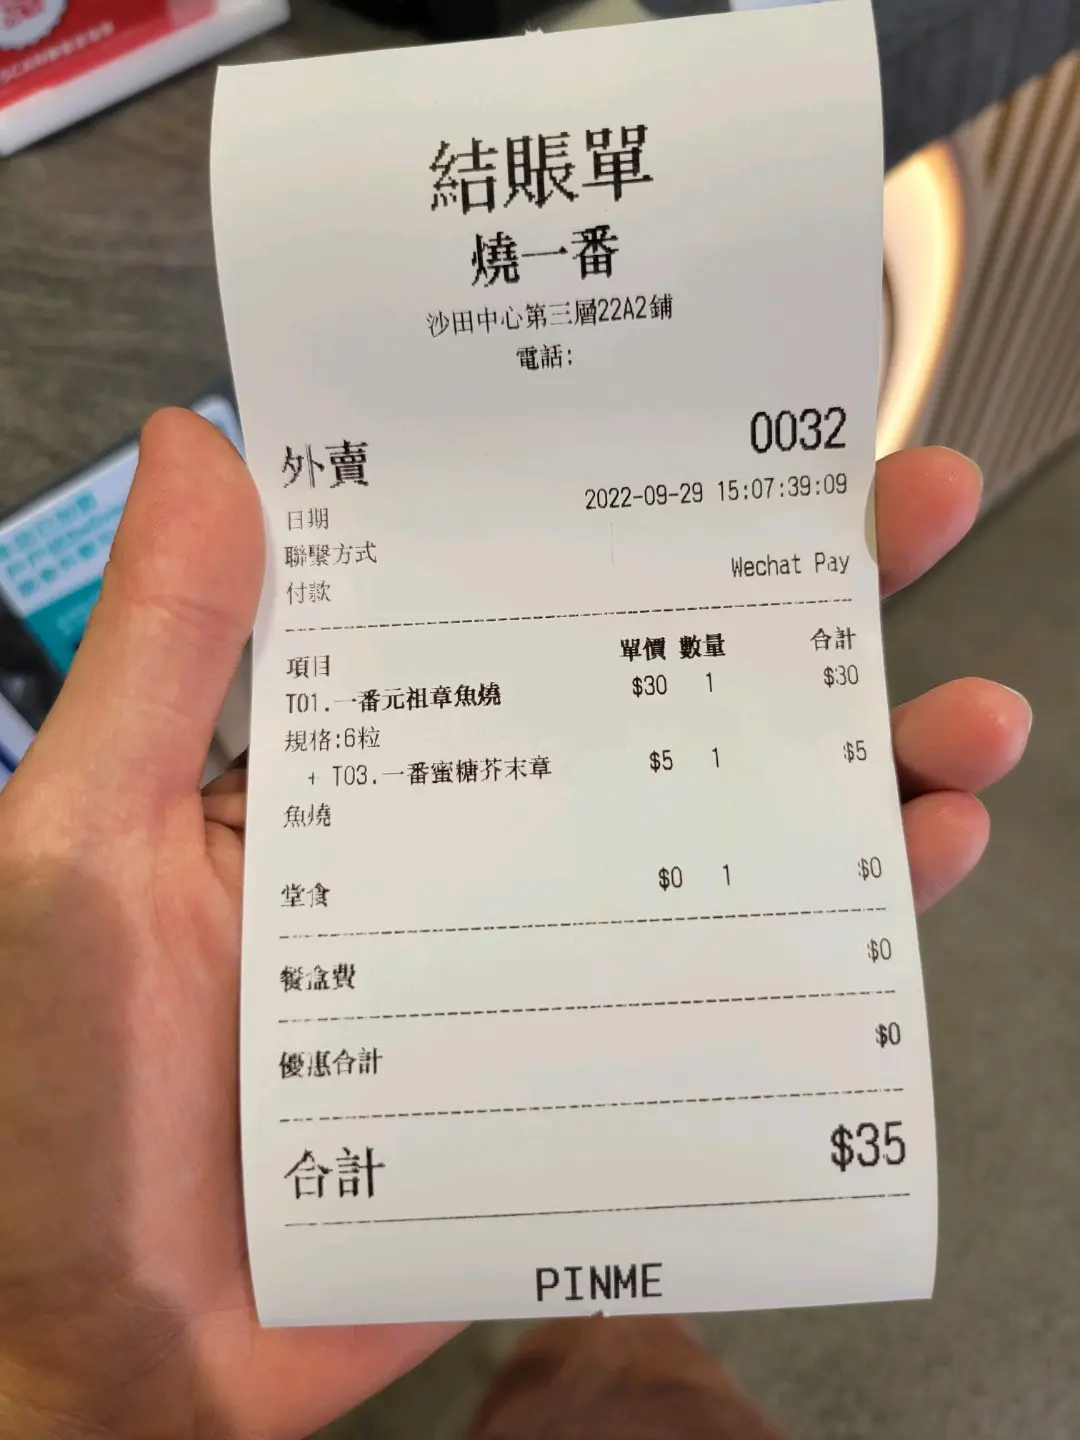 結賬單
燒一番
沙田中心第三層22A2鋪
電話:
外賣 0032
日期 2022-09-29 15:07:39:09
聯繫方式
付款 Wechat Pay
項目 單價 數量 合計
T01.一番元祖章魚燒 $30 1 $30
規格:6粒
+ T03.一番蜜糖芥末章 $5 1 $5
魚燒
堂食 $0 1 $0
餐盒費 $0
優惠合計 $0
合計 $35
PINME